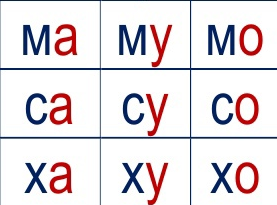 ма му мо
са су со
ха ху хо